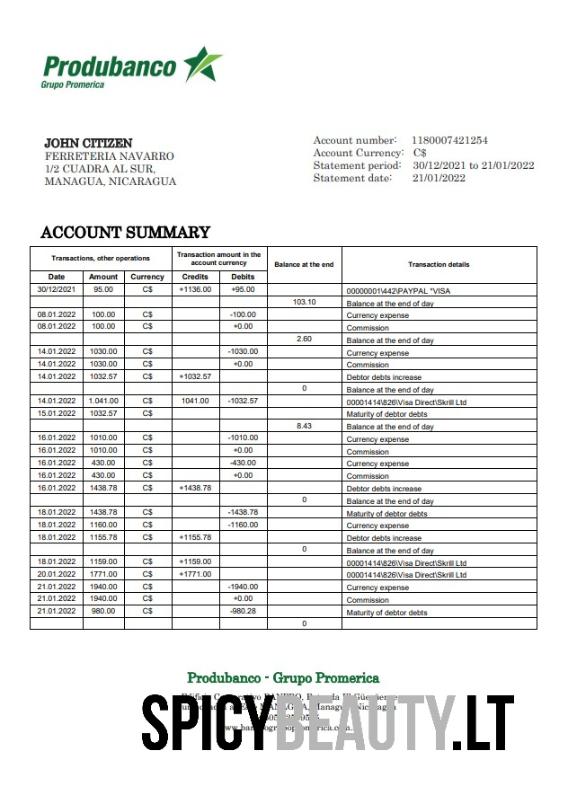 Produbanco
Grupo Promerica
JOHN CITIZEN
FERRETERIA NAVARRO
1/2 CUADRA AL SUR,
MANAGUA, NICARAGUA
Account number: 1180007421254
Account Currency: C$
Statement period: 30/12/2021 to 21/01/2022
Statement date: 21/01/2022
ACCOUNT SUMMARY
Transactions, other operations Transaction amount in the account currency Balance at the end Transaction details
Date Amount Currency Credits Debits
30/12/2021 95.00 C$ +1136.00 +95.00 00000001\442\PAYPAL *VISA
103.10 Balance at the end of day
08.01.2022 100.00 C$ -100.00 Currency expense
08.01.2022 100.00 C$ +0.00 Commission
2.60 Balance at the end of day
14.01.2022 1030.00 C$ -1030.00 Currency expense
14.01.2022 1030.00 C$ +0.00 Commission
14.01.2022 1032.57 C$ +1032.57 Debtor debts increase
0 Balance at the end of day
14.01.2022 1.041.00 C$ 1041.00 -1032.57 00001414\826\Visa Direct\Skrill Ltd
15.01.2022 1032.57 C$ Maturity of debtor debts
8.43 Balance at the end of day
16.01.2022 1010.00 C$ -1010.00 Currency expense
16.01.2022 1010.00 C$ +0.00 Commission
16.01.2022 430.00 C$ -430.00 Currency expense
16.01.2022 430.00 C$ +0.00 Commission
16.01.2022 1438.78 C$ +1438.78 Debtor debts increase
0 Balance at the end of day
18.01.2022 1438.78 C$ -1438.78 Maturity of debtor debts
18.01.2022 1160.00 C$ -1160.00 Currency expense
18.01.2022 1155.78 C$ +1155.78 Debtor debts increase
0 Balance at the end of day
18.01.2022 1159.00 C$ +1159.00 00001414\826\Visa Direct\Skrill Ltd
20.01.2022 1771.00 C$ +1771.00 00001414\826\Visa Direct\Skrill Ltd
21.01.2022 1940.00 C$ -1940.00 Currency expense
21.01.2022 1940.00 C$ +0.00 Commission
21.01.2022 980.00 C$ -980.28 Maturity of debtor debts
0
Produbanco - Grupo Promerica
SPICYBEAUTY.LT